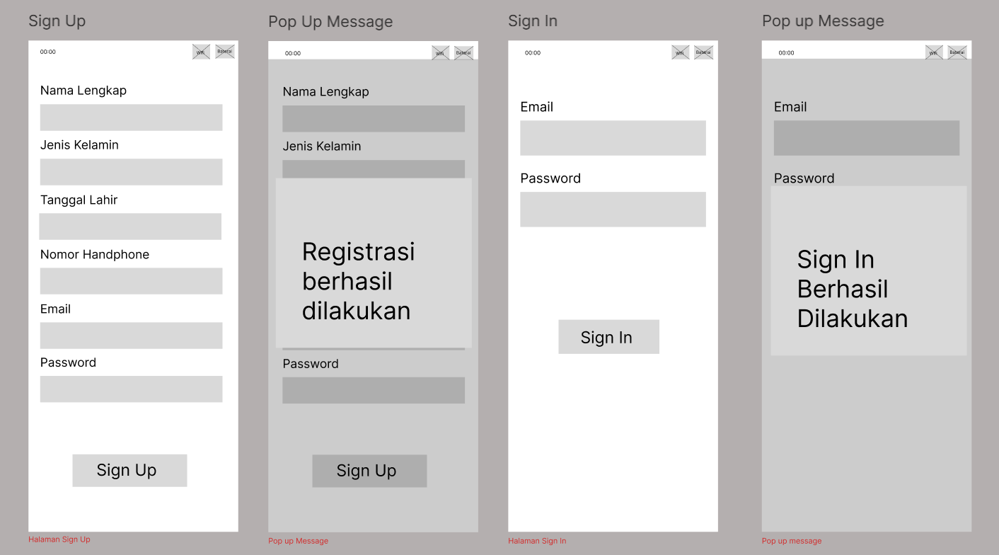 Sign Up
00:00
Wifi
Baterai
Nama Lengkap
Jenis Kelamin
Tanggal Lahir
Nomor Handphone
Email
Password
Sign Up
Halaman Sign Up
Pop Up Message
00:00
Wifi
Baterai
Nama Lengkap
Jenis Kelamin
Registrasi
berhasil
dilakukan
Password
Sign Up
Pop up Message
Sign In
00:00
Wifi
Baterai
Email
Password
Sign In
Halaman Sign In
Pop up Message
00:00
Wifi
Baterai
Email
Password
Sign In
Berhasil
Dilakukan
Pop up message